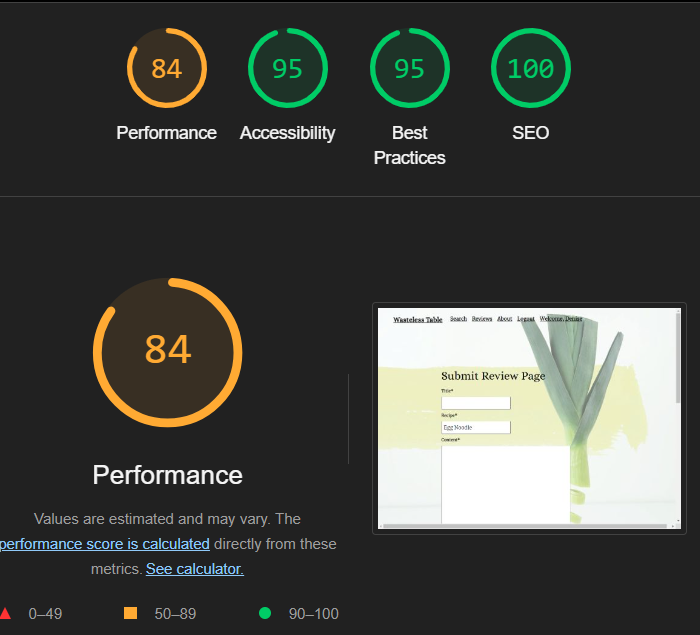 84
95
95
100
Performance
Accessibility
Best
Practices
SEO
84
Performance
Values are estimated and may vary. The
performance score is calculated directly from these
metrics. See calculator.
0–49
50–89
90–100
Wasteless Table Search Reviews About Logout Welcome, Denise
Submit Review Page
Title*
Recipe*
Egg Noodle
Content*